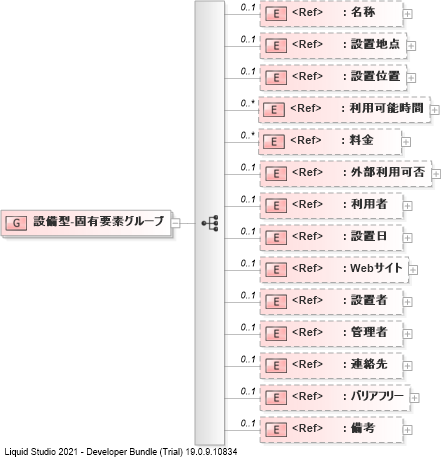 0..1 E <Ref> : 名称
0..1 E <Ref> : 設置地点
0..1 E <Ref> : 設置位置
0..* E <Ref> : 利用可能時間
0..* E <Ref> : 料金
0..1 E <Ref> : 外部利用可否
0..1 E <Ref> : 利用者
G 設備型-固有要素グループ
0..1 E <Ref> : 設置日
0..1 E <Ref> : Webサイト
0..1 E <Ref> : 設置者
0..1 E <Ref> : 管理者
0..1 E <Ref> : 連絡先
0..1 E <Ref> : バリアフリー
0..1 E <Ref> : 備考
Liquid Studio 2021 - Developer Bundle (Trial) 19.0.9.10834